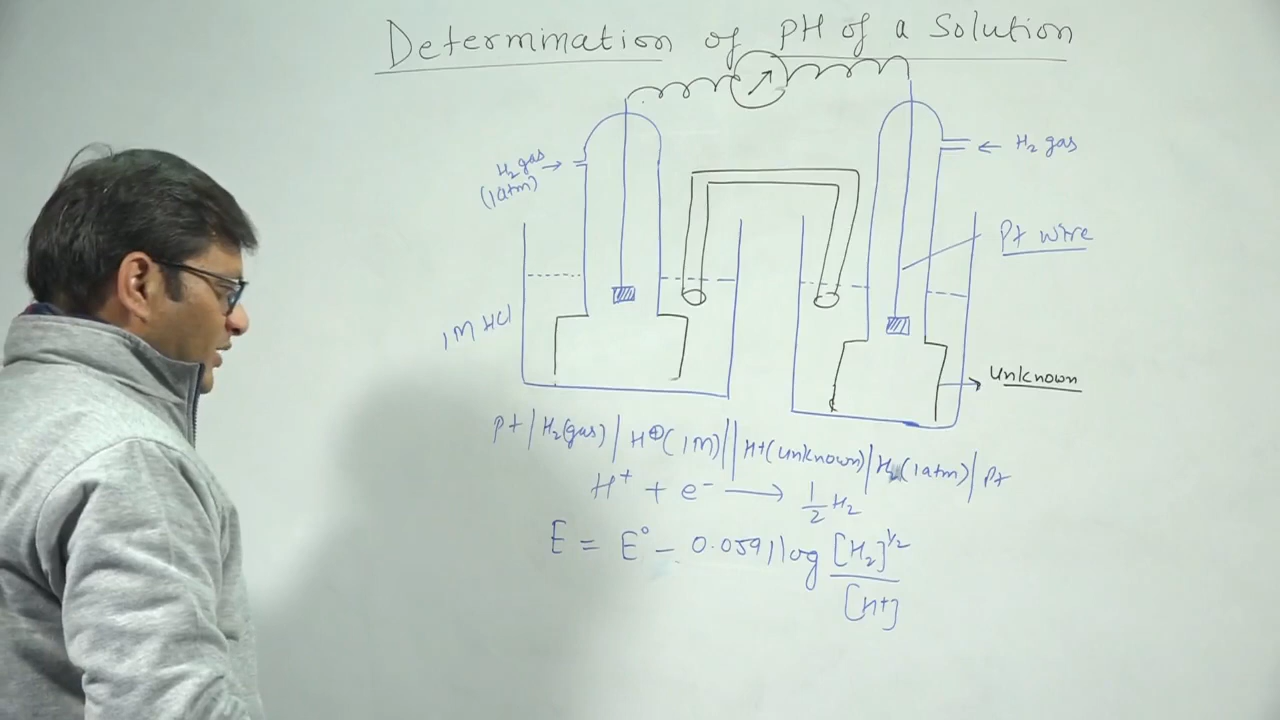 Determination of pH of a Solution
H₂ gas →
(1atm)
← H₂ gas
Pt wire
1M HCl
Unknown
Pt | H₂(gas) | H⊕(1M) || H+(unknown) | H₂(1atm) | Pt
H⁺ + e⁻ → 1/2 H₂
E = E° - 0.0591 log [H₂]^1/2 / [H+]